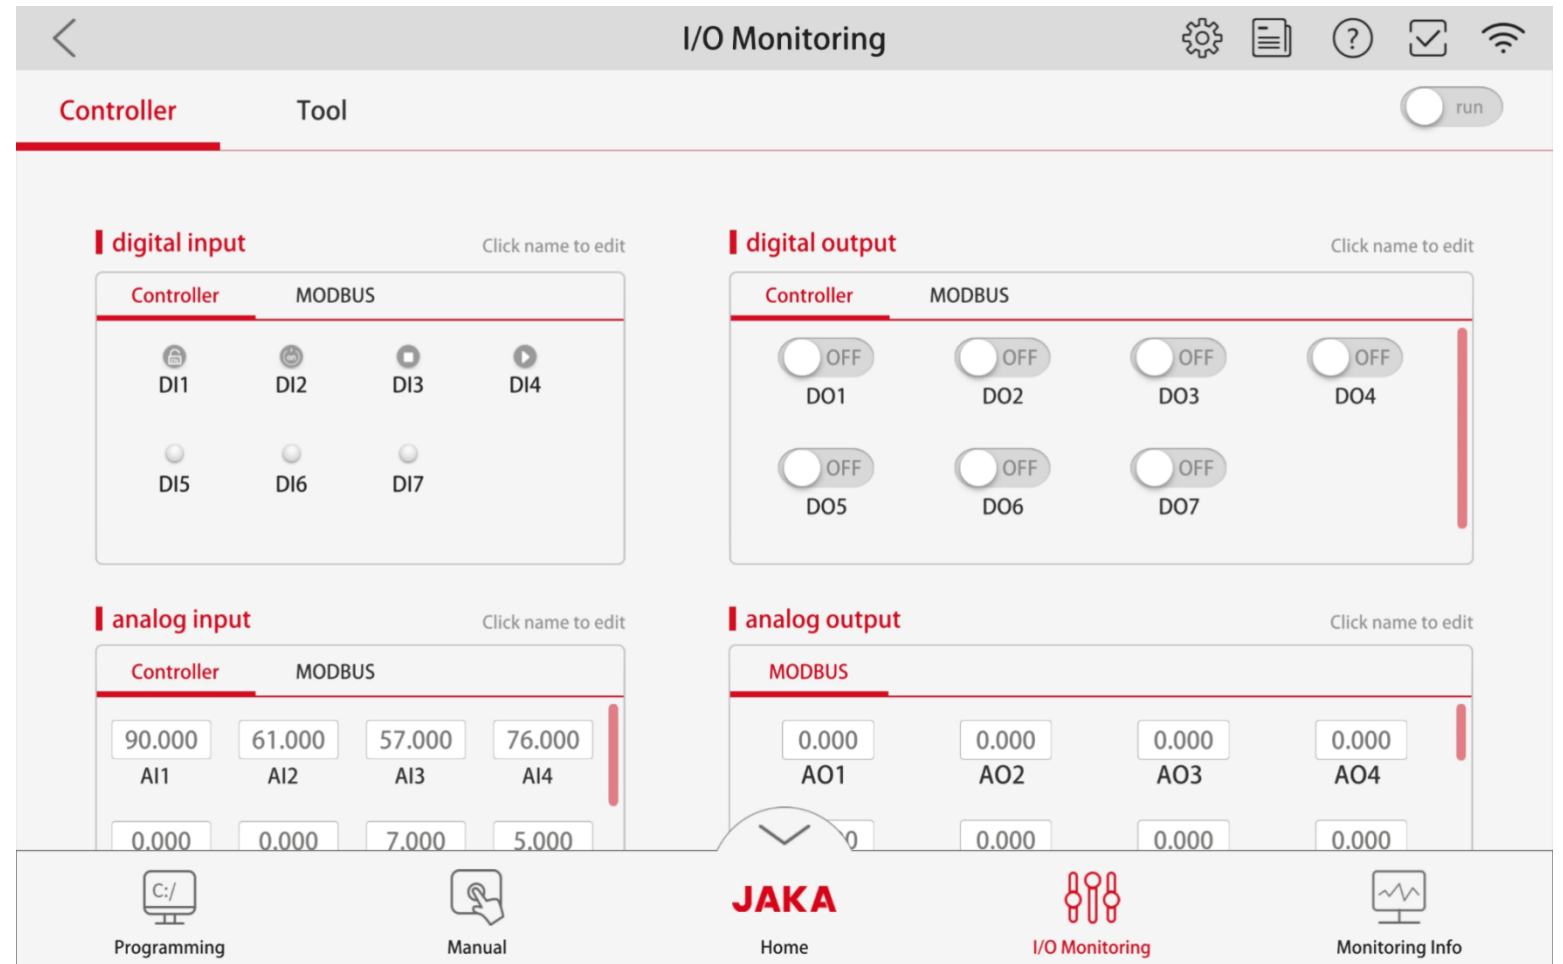 I/O Monitoring
Controller Tool run
digital input Click name to edit
Controller MODBUS
DI1 DI2 DI3 DI4
DI5 DI6 DI7
digital output Click name to edit
Controller MODBUS
OFF OFF OFF OFF
DO1 DO2 DO3 DO4
OFF OFF OFF
DO5 DO6 DO7
analog input Click name to edit
Controller MODBUS
90.000 61.000 57.000 76.000
AI1 AI2 AI3 AI4
0.000 0.000 7.000 5.000
analog output Click name to edit
MODBUS
0.000 0.000 0.000 0.000
AO1 AO2 AO3 AO4
0.000 0.000 0.000
C:/
Programming
Manual
JAKA
Home
I/O Monitoring
Monitoring Info